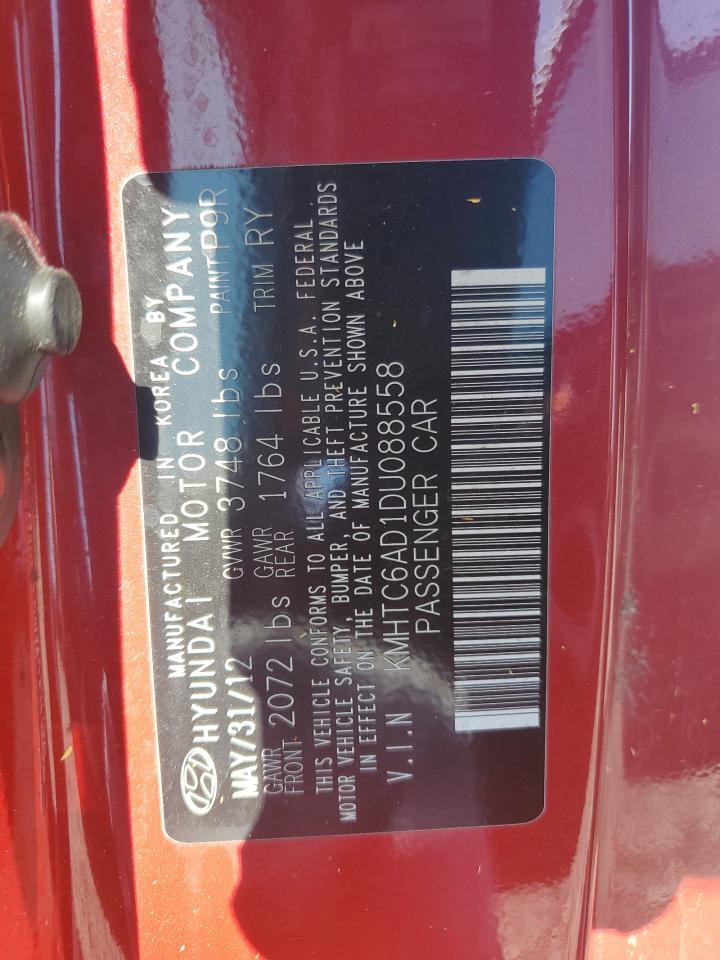 MANUFACTURED IN KOREA BY
HYUNDAI MOTOR COMPANY
MAY/31/12 GVWR 3748 lbs PAINT P9R
GAWR FRONT 2072 lbs GAWR REAR 1764 lbs TRIM RY
THIS VEHICLE CONFORMS TO ALL APPLICABLE U.S.A. FEDERAL
MOTOR VEHICLE SAFETY, BUMPER, AND THEFT PREVENTION STANDARDS
IN EFFECT ON THE DATE OF MANUFACTURE SHOWN ABOVE
V.I.N KMHTC6AD1DU088558
PASSENGER CAR